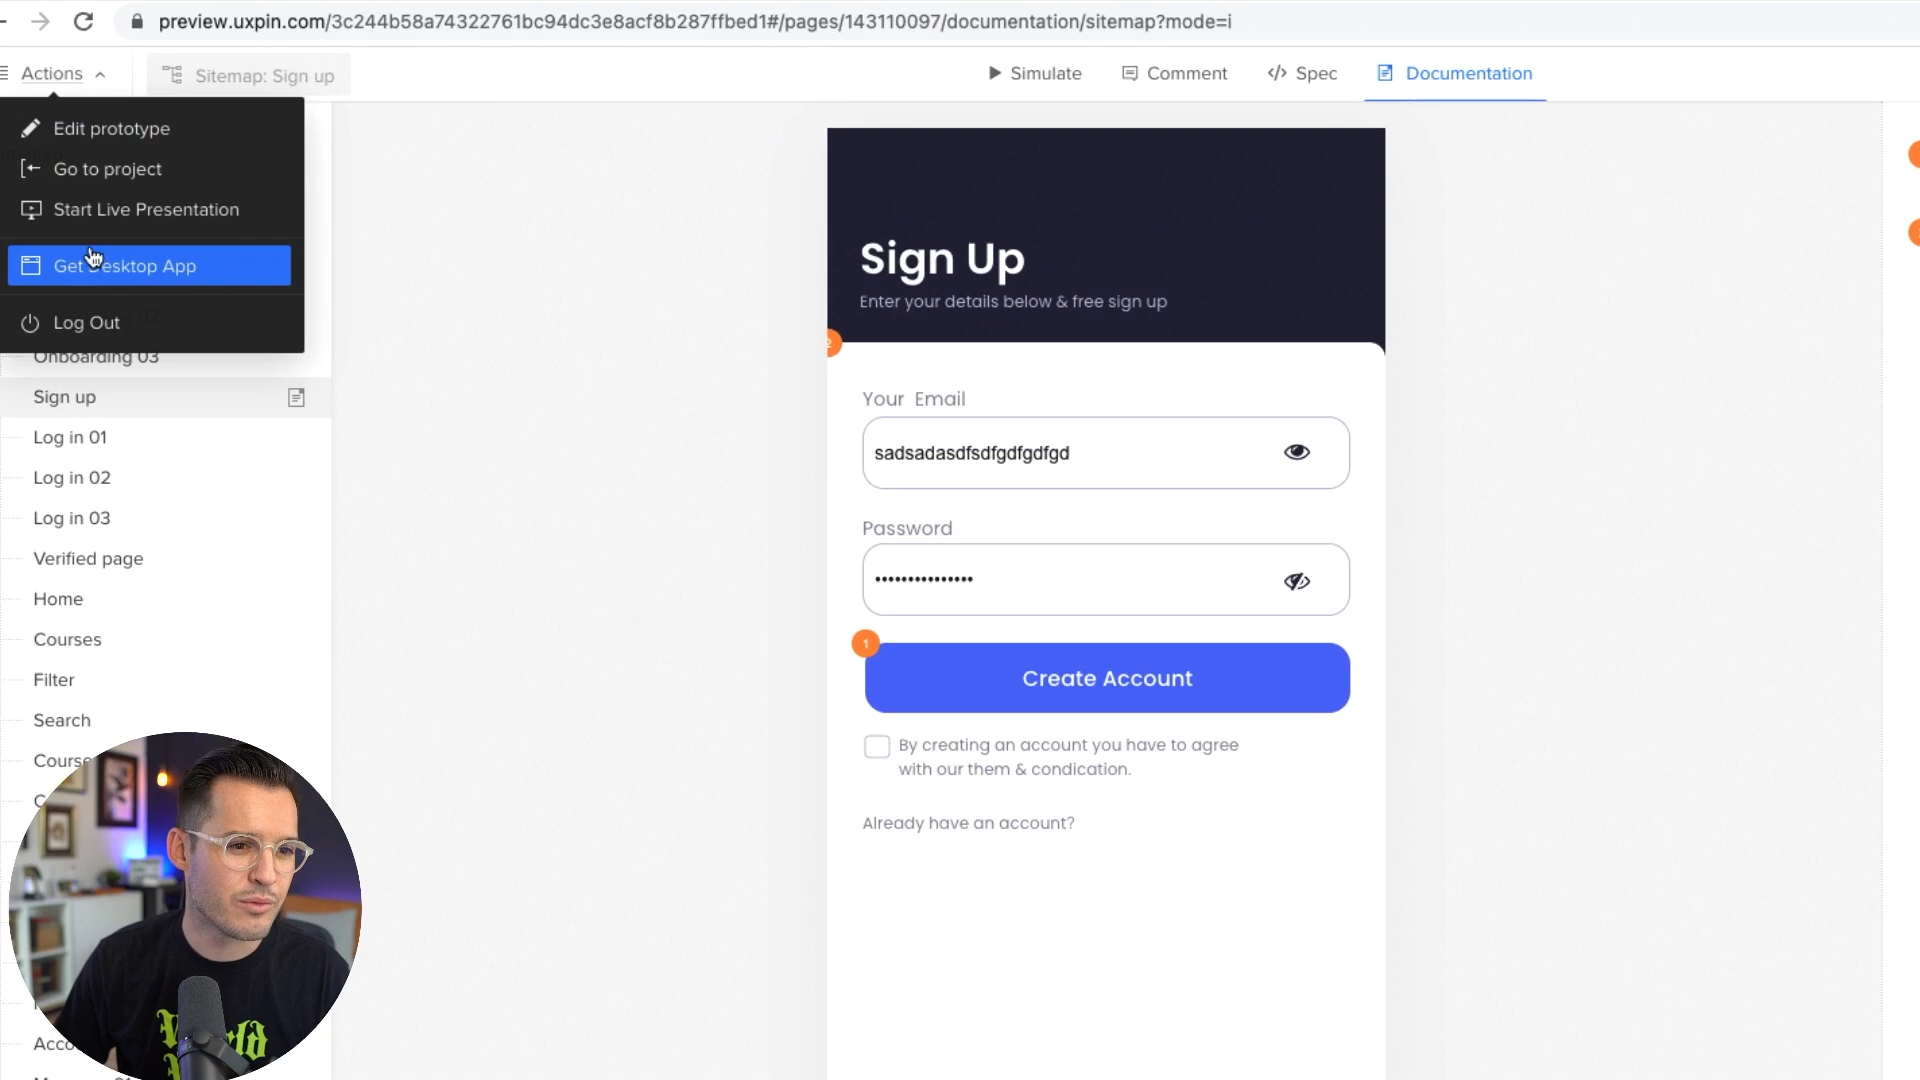 preview.uxpin.com/3c244b58a74322761bc94dc3e8acf8b287ffbed1#/pages/143110097/documentation/sitemap?mode=i
Actions
Sitemap: Sign up
Simulate
Comment
Spec
Documentation
Edit prototype
Go to project
Start Live Presentation
Get Desktop App
Log Out
Onboarding 03
Sign up
Log in 01
Log in 02
Log in 03
Verified page
Home
Courses
Filter
Search
Sign Up
Enter your details below & free sign up
2
Your Email
sadsadasdfsdfgdfgdfgd
Password
•••••••••••••••
1
Create Account
By creating an account you have to agree
with our them & condication.
Already have an account?